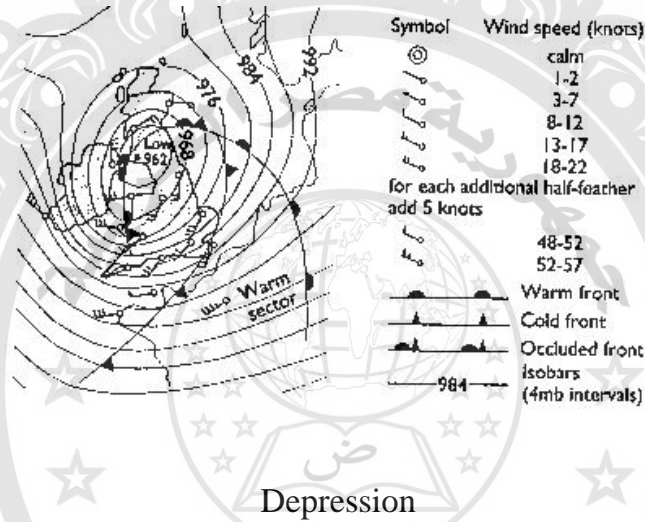 976
984
992
Low
962
968
Warm
sector
Symbol Wind speed (knots)
calm
1-2
3-7
8-12
13-17
18-22
for each additional half-feather
add 5 knots
48-52
52-57
Warm front
Cold front
Occluded front
984
Isobars
(4mb intervals)
ض
Depression